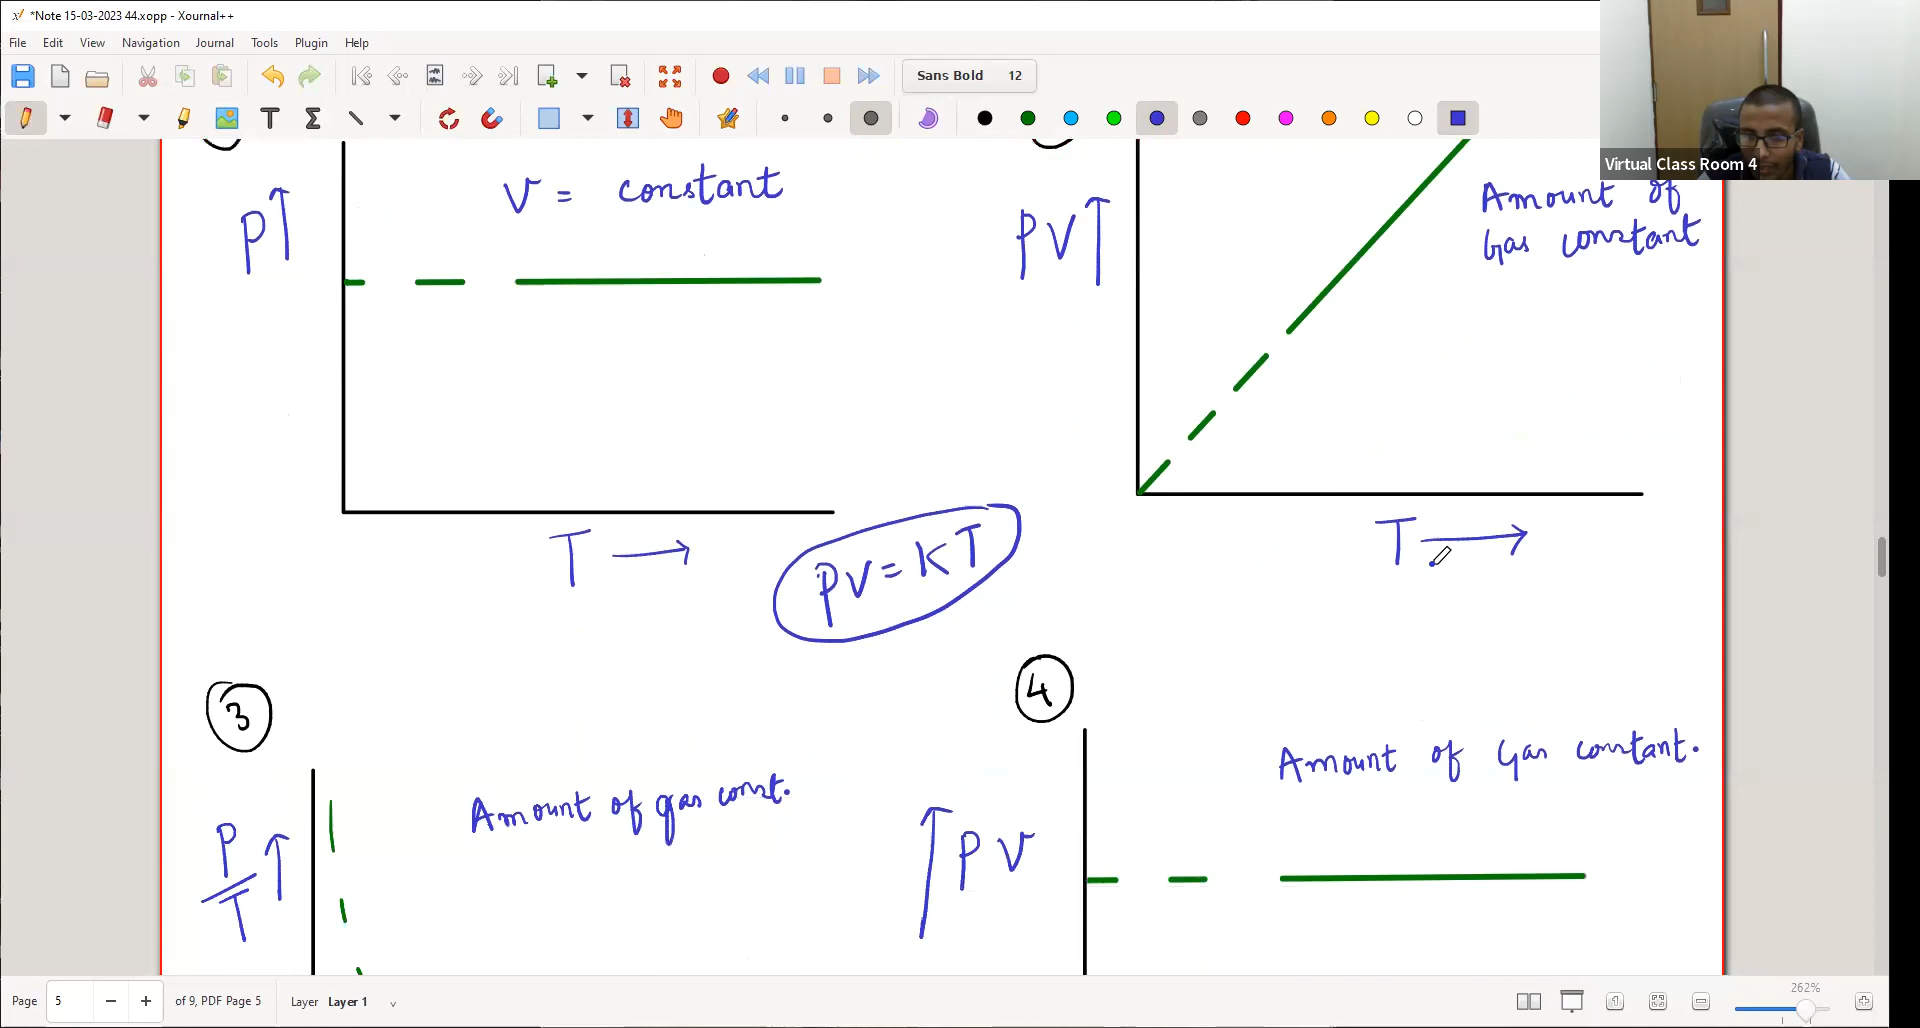 *Note 15-03-2023 44.xopp - Xournal++
File Edit View Navigation Journal Tools Plugin Help
Sans Bold 12
Virtual Class Room 4
V = constant
P↑
T →
PV↑
Amount of
Gas constant
T →
PV = KT
3
P/T ↑
Amount of gas const.
4
↑ PV
Amount of Gas constant.
Page 5 of 9, PDF Page 5 Layer Layer 1
262%